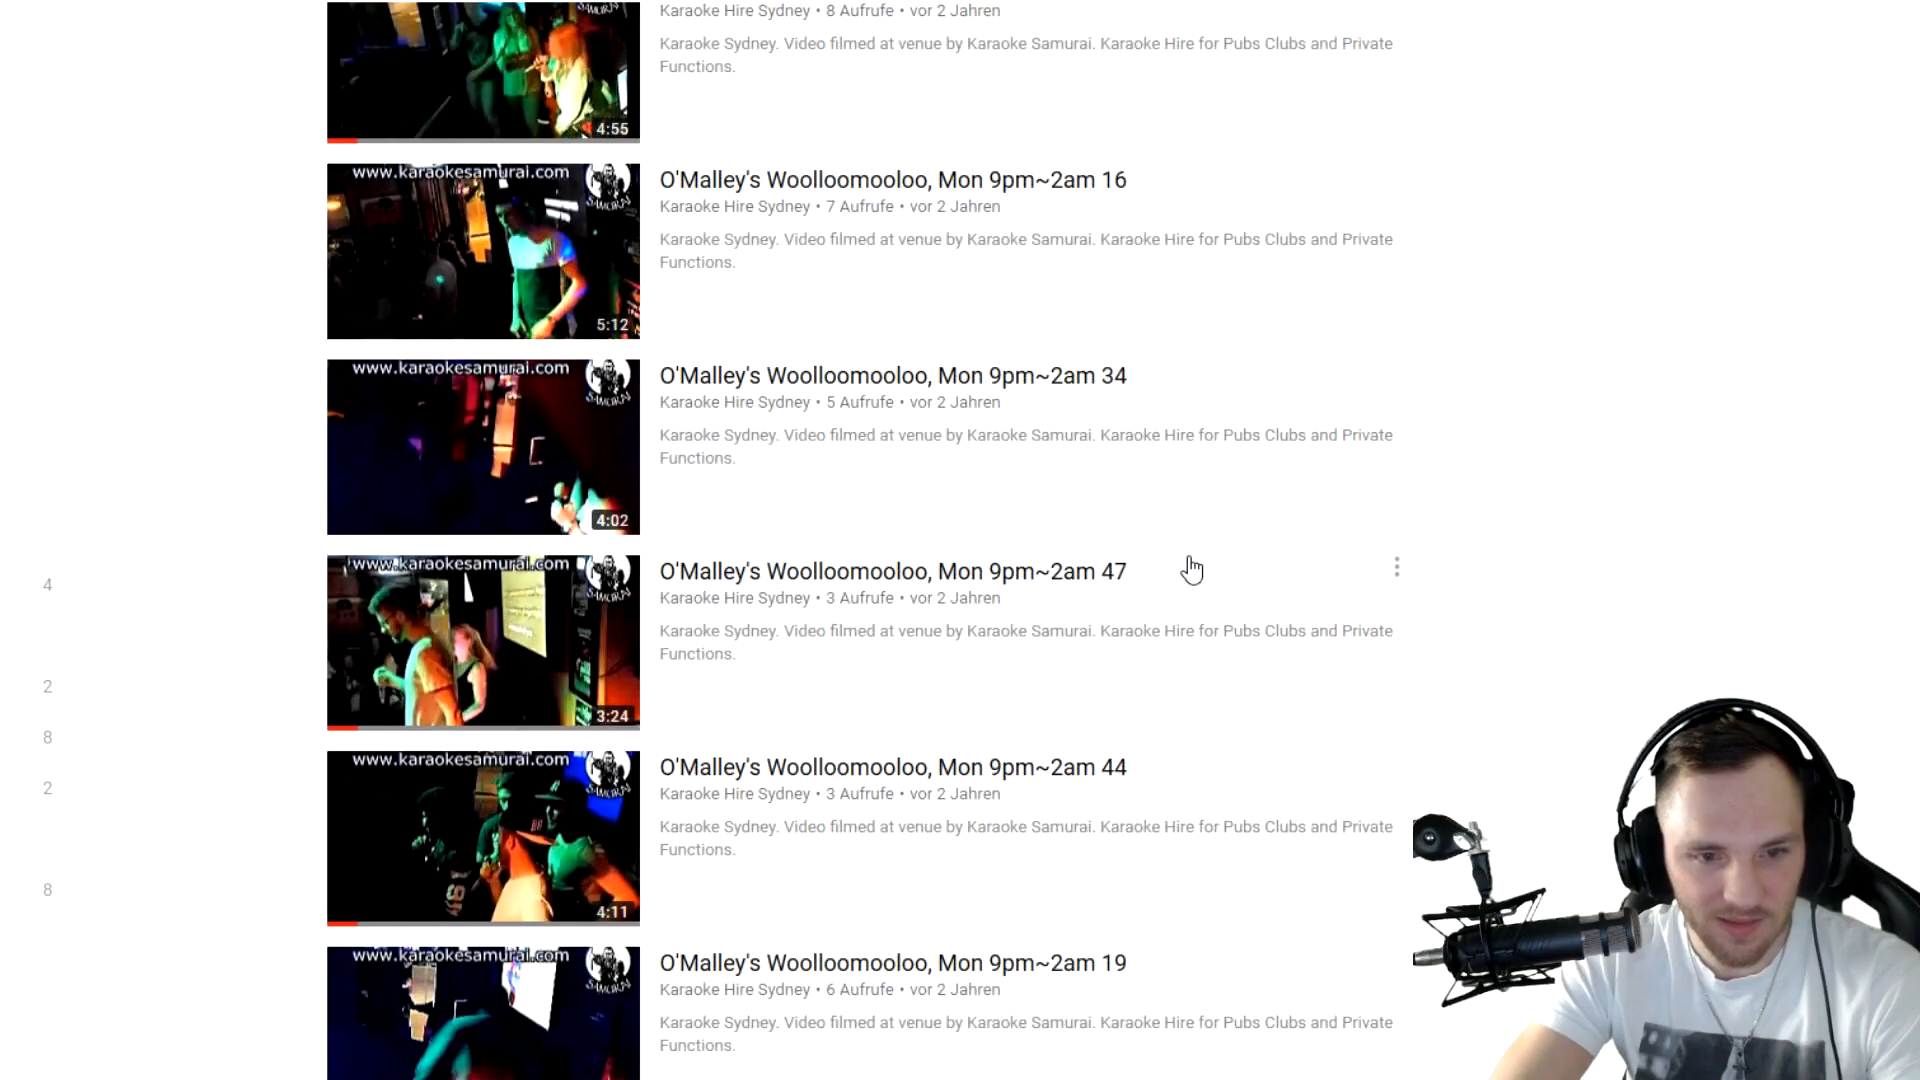 SAMURAI
Karaoke Hire Sydney • 8 Aufrufe • vor 2 Jahren
Karaoke Sydney. Video filmed at venue by Karaoke Samurai. Karaoke Hire for Pubs Clubs and Private
Functions.
4:55
www.karaokesamurai.com
SAMURAI
5:12
O'Malley's Woolloomooloo, Mon 9pm~2am 16
Karaoke Hire Sydney • 7 Aufrufe • vor 2 Jahren
Karaoke Sydney. Video filmed at venue by Karaoke Samurai. Karaoke Hire for Pubs Clubs and Private
Functions.
www.karaokesamurai.com
SAMURAI
4:02
O'Malley's Woolloomooloo, Mon 9pm~2am 34
Karaoke Hire Sydney • 5 Aufrufe • vor 2 Jahren
Karaoke Sydney. Video filmed at venue by Karaoke Samurai. Karaoke Hire for Pubs Clubs and Private
Functions.
www.karaokesamurai.com
SAMURAI
3:24
O'Malley's Woolloomooloo, Mon 9pm~2am 47
Karaoke Hire Sydney • 3 Aufrufe • vor 2 Jahren
Karaoke Sydney. Video filmed at venue by Karaoke Samurai. Karaoke Hire for Pubs Clubs and Private
Functions.
www.karaokesamurai.com
SAMURAI
4:11
O'Malley's Woolloomooloo, Mon 9pm~2am 44
Karaoke Hire Sydney • 3 Aufrufe • vor 2 Jahren
Karaoke Sydney. Video filmed at venue by Karaoke Samurai. Karaoke Hire for Pubs Clubs and Private
Functions.
www.karaokesamurai.com
SAMURAI
O'Malley's Woolloomooloo, Mon 9pm~2am 19
Karaoke Hire Sydney • 6 Aufrufe • vor 2 Jahren
Karaoke Sydney. Video filmed at venue by Karaoke Samurai. Karaoke Hire for Pubs Clubs and Private
Functions.
4
2
8
2
8